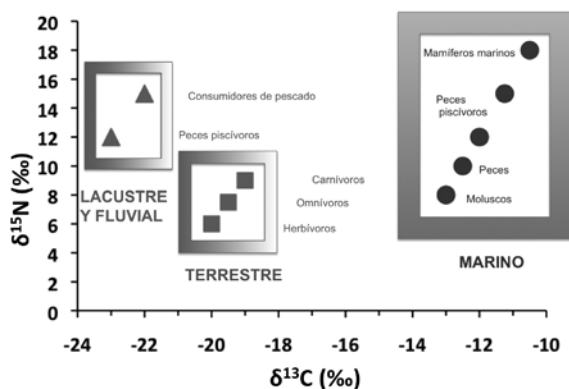 20
18
16
14
12
10
8
6
4
2
0
δ¹⁵N (‰)
Consumidores de pescado
Peces piscívoros
LACUSTRE
Y FLUVIAL
Carnívoros
Omnívoros
Herbívoros
TERRESTRE
Mamíferos marinos
Peces
piscívoros
Peces
Moluscos
MARINO
-24 -22 -20 -18 -16 -14 -12 -10
δ¹³C (‰)